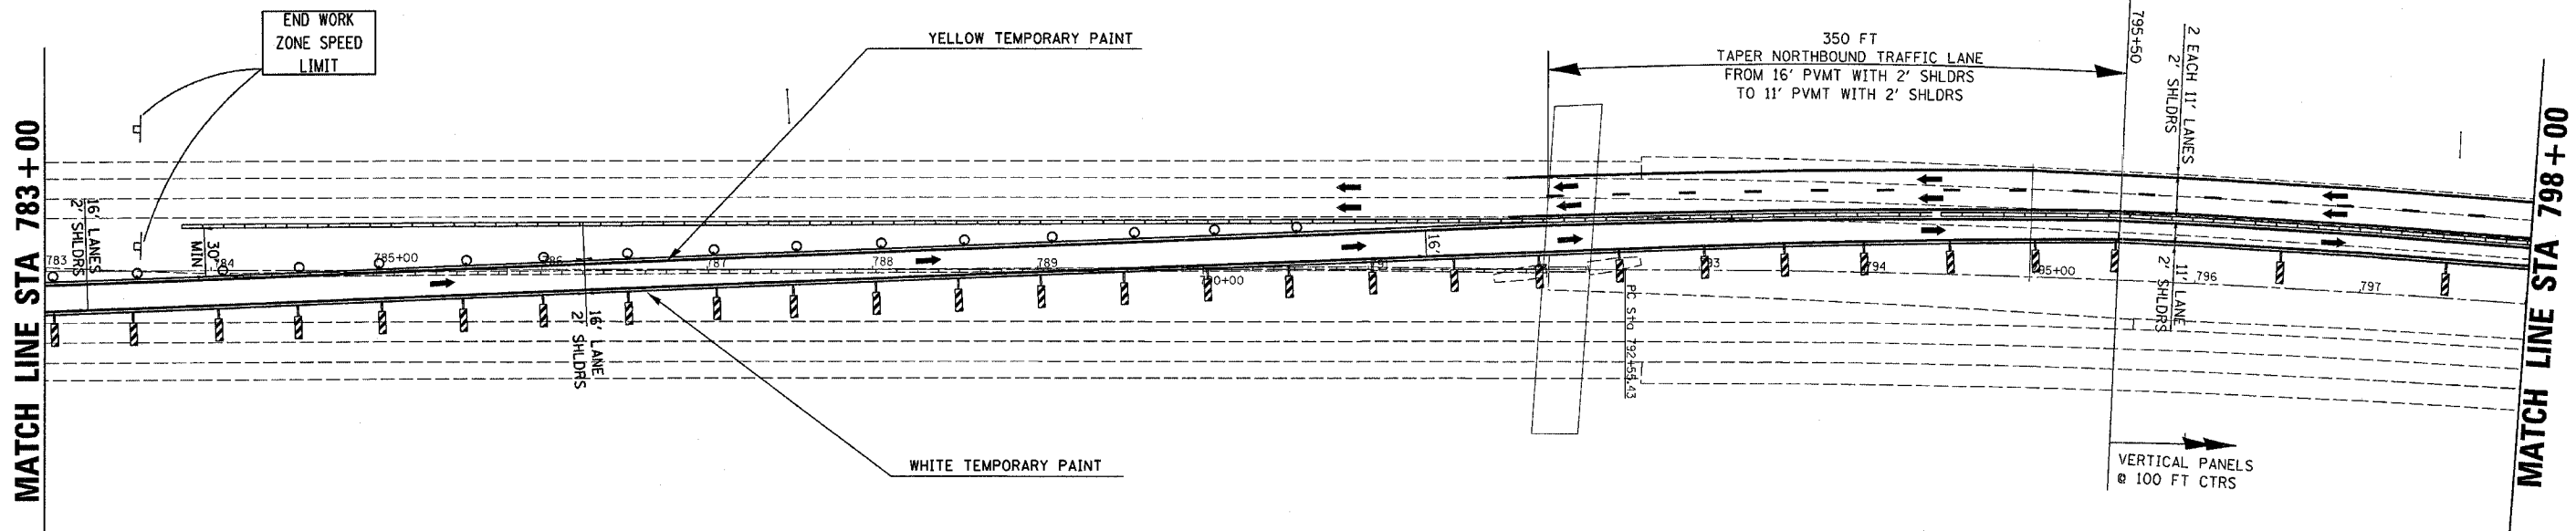 MATCH LINE STA 783+00
END WORK
ZONE SPEED
LIMIT
YELLOW TEMPORARY PAINT
350 FT
TAPER NORTHBOUND TRAFFIC LANE
FROM 16' PVMT WITH 2' SHLDRS
TO 11' PVMT WITH 2' SHLDRS
795+50
2 EACH 11' LANES
2' SHLDRS
MATCH LINE STA 798+00
16' LANES
2' SHLDRS
30'
MIN
16'
783
784
785+00
786
787
788
789
790+00
791
793
794
795+00
796
797
16' LANE
2' SHLDRS
PC Sta 792+55.43
11' LANE
2' SHLDRS
WHITE TEMPORARY PAINT
VERTICAL PANELS
@ 100 FT CTRS